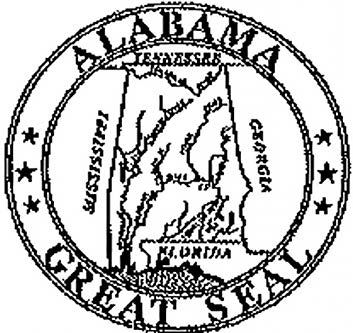 ALABAMA
TENNESSEE
MISSISSIPPI
GEORGIA
FLORIDA
GREAT SEAL